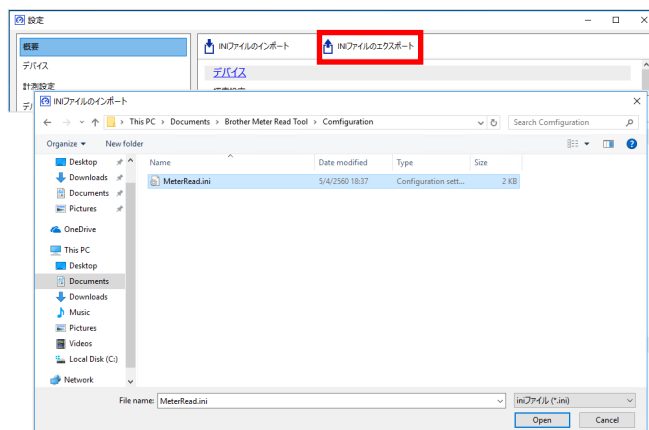 設定
概要
INIファイルのインポート
INIファイルのエクスポート
デバイス
デバイス
計測設定
INIファイルのインポート
This PC › Documents › Brother Meter Read Tool › Comfiguration
Search Comfiguration
Organize
New folder
Name
Date modified
Type
Size
Desktop
Downloads
Documents
Pictures
OneDrive
This PC
Desktop
Documents
Downloads
Music
Pictures
Videos
Local Disk (C:)
Network
MeterRead.ini
5/4/2560 18:37
Configuration sett...
2 KB
File name:
MeterRead.ini
iniファイル (*.ini)
Open
Cancel